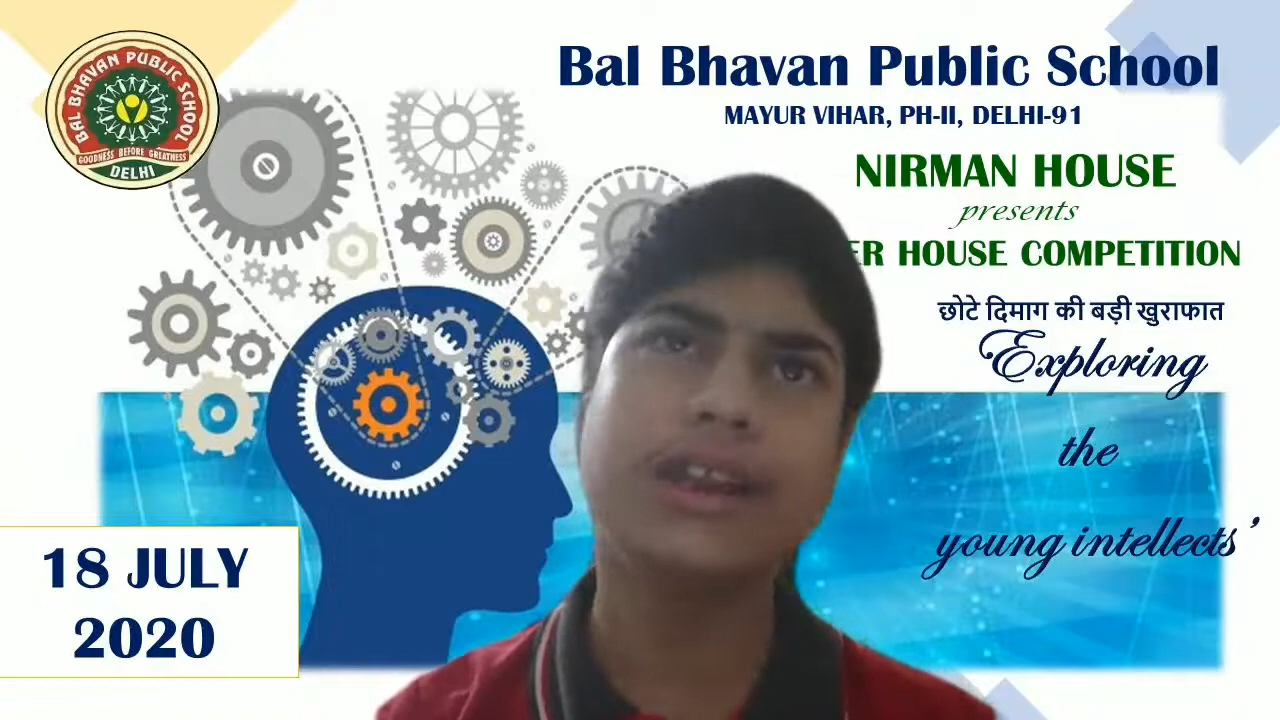 BAL BHAVAN PUBLIC SCHOOL
GOODNESS BEFORE GREATNESS
DELHI
Bal Bhavan Public School
MAYUR VIHAR, PH-II, DELHI-91
NIRMAN HOUSE
presents
ER HOUSE COMPETITION
छोटे दिमाग की बड़ी खुराफात
Exploring
the
young intellects’
18 JULY
2020